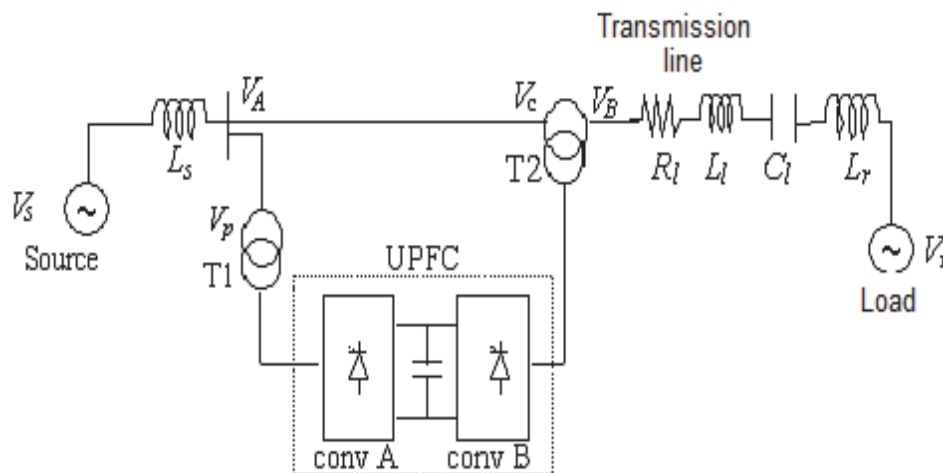 Transmission
line
V_A
V_c
V_B
L_s
T2
R_l
L_l
C_l
L_r
V_s
Source
V_p
T1
UPFC
Load
conv A
conv B